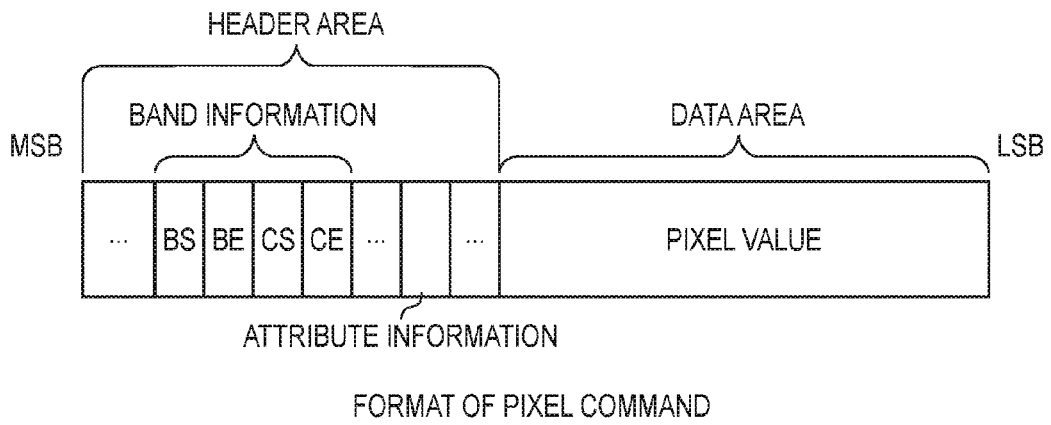 HEADER AREA
BAND INFORMATION
DATA AREA
MSB
LSB
... BS BE CS CE ... ... PIXEL VALUE
ATTRIBUTE INFORMATION
FORMAT OF PIXEL COMMAND